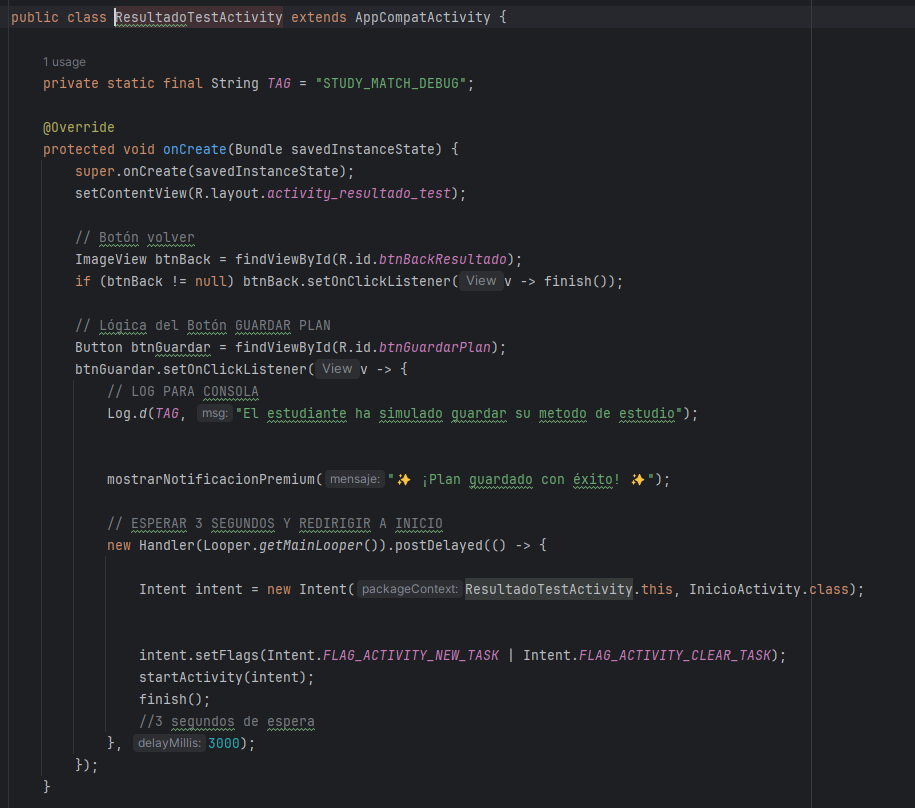 public class ResultadoTestActivity extends AppCompatActivity {
1 usage
private static final String TAG = "STUDY_MATCH_DEBUG";
@Override
protected void onCreate(Bundle savedInstanceState) {
super.onCreate(savedInstanceState);
setContentView(R.layout.activity_resultado_test);
// Botón volver
ImageView btnBack = findViewById(R.id.btnBackResultado);
if (btnBack != null) btnBack.setOnClickListener( View v -> finish());
// Lógica del Botón GUARDAR PLAN
Button btnGuardar = findViewById(R.id.btnGuardarPlan);
btnGuardar.setOnClickListener( View v -> {
// LOG PARA CONSOLA
Log.d(TAG, msg: "El estudiante ha simulado guardar su metodo de estudio");
mostrarNotificacionPremium( mensaje: "✨ ¡Plan guardado con éxito! ✨");
// ESPERAR 3 SEGUNDOS Y REDIRIGIR A INICIO
new Handler(Looper.getMainLooper()).postDelayed(() -> {
Intent intent = new Intent( packageContext: ResultadoTestActivity.this, InicioActivity.class);
intent.setFlags(Intent.FLAG_ACTIVITY_NEW_TASK | Intent.FLAG_ACTIVITY_CLEAR_TASK);
startActivity(intent);
finish();
//3 segundos de espera
}, delayMillis: 3000);
});
}